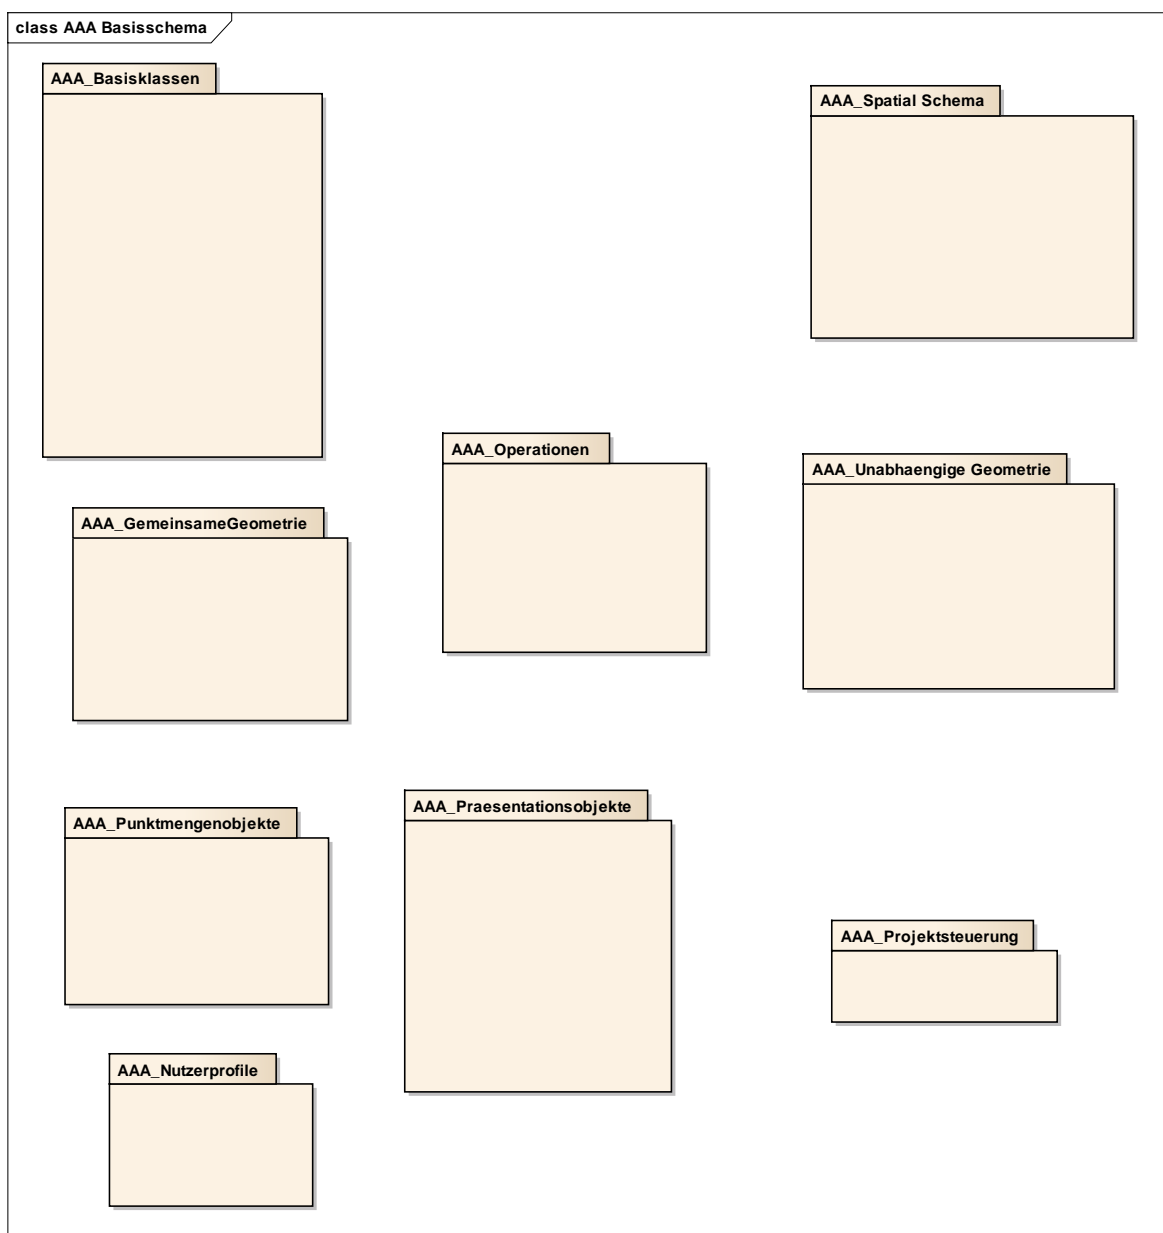 class AAA Basisschema
AAA_Basisklassen
AAA_Spatial Schema
AAA_Operationen
AAA_Unabhaengige Geometrie
AAA_GemeinsameGeometrie
AAA_Praesentationsobjekte
AAA_Punktmengenobjekte
AAA_Projektsteuerung
AAA_Nutzerprofile